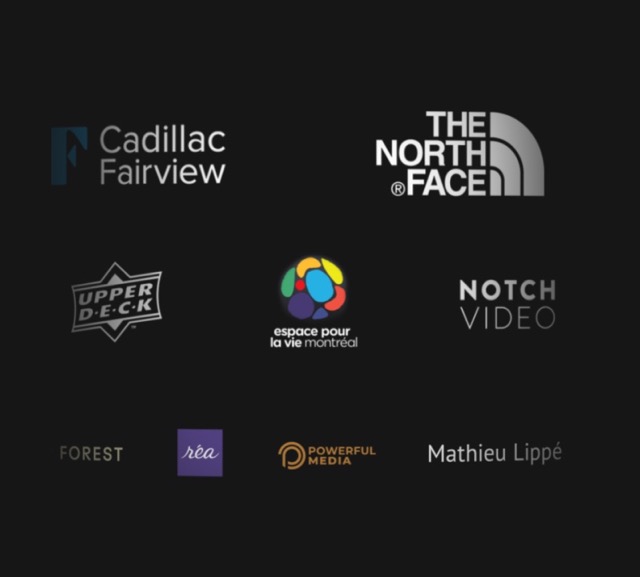 Cadillac
Fairview
THE
NORTH
®FACE
UPPER
D·E·C·K
espace pour
la vie montréal
NOTCH
VIDEO
FOREST
réa
POWERFUL
MEDIA
Mathieu Lippé